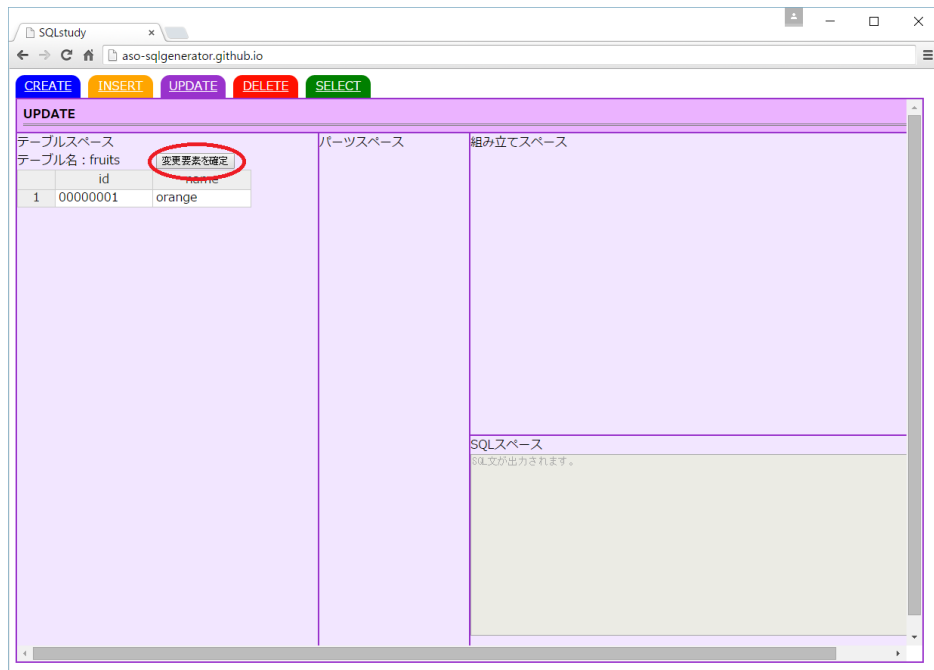 SQLstudy
aso-sqlgenerator.github.io
CREATE INSERT UPDATE DELETE SELECT
UPDATE
テーブルスペース
テーブル名：fruits 変更要素を確定
id name
1 00000001 orange
パーツスペース
組み立てスペース
SQLスペース
SQL文が出力されます。